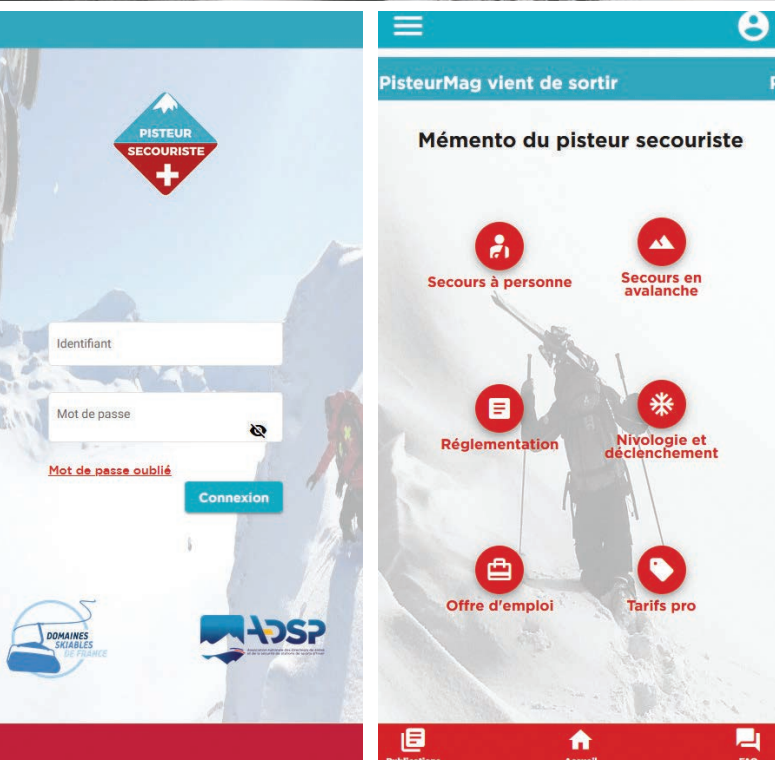 PISTEUR
SECOURISTE
Identifiant
Mot de passe
Mot de passe oublié
Connexion
DOMAINES
SKIABLES
DE FRANCE
ADSP
PisteurMag vient de sortir
Mémento du pisteur secouriste
Secours à personne
Secours en
avalanche
Réglementation
Nivologie et
déclenchement
Offre d'emploi
Tarifs pro